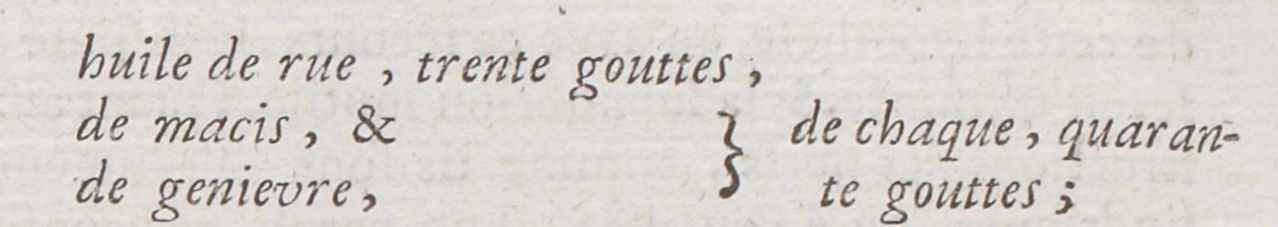 huile de rue , trente gouttes ,
de macis , & } de chaque , quaran-
de genievre , te gouttes ;